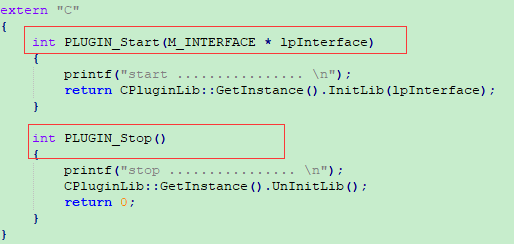 extern "C"
{
    int PLUGIN_Start(M_INTERFACE * lpInterface)
    {
        printf("start ................ \n");
        return CPluginLib::GetInstance().InitLib(lpInterface);
    }

    int PLUGIN_Stop()
    {
        printf("stop ................ \n");
        CPluginLib::GetInstance().UnInitLib();
        return 0;
    }
}